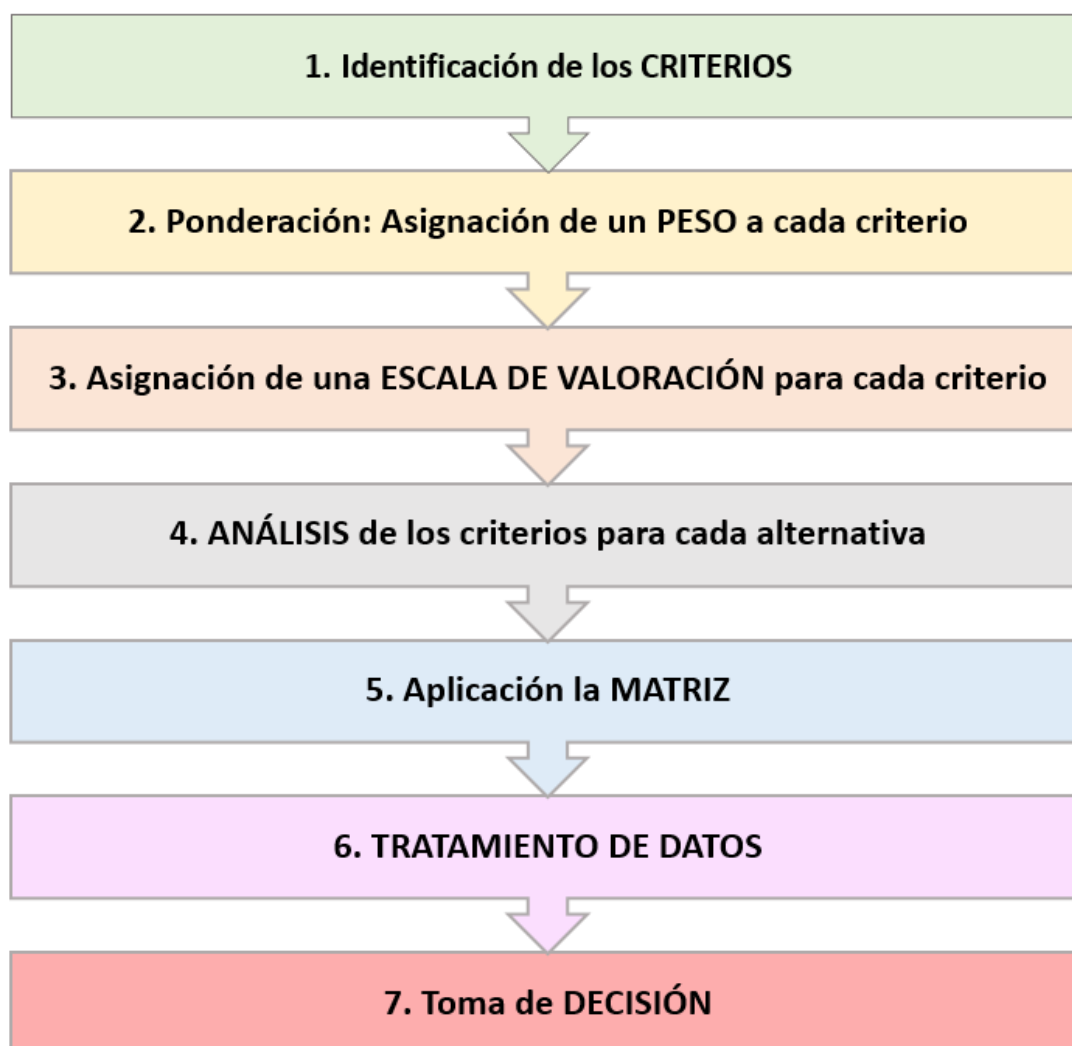 1. Identificación de los CRITERIOS
2. Ponderación: Asignación de un PESO a cada criterio
3. Asignación de una ESCALA DE VALORACIÓN para cada criterio
4. ANÁLISIS de los criterios para cada alternativa
5. Aplicación la MATRIZ
6. TRATAMIENTO DE DATOS
7. Toma de DECISIÓN